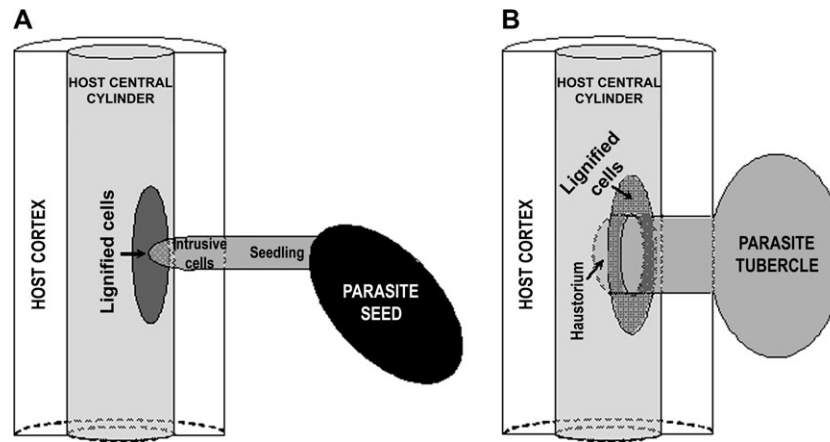 A
HOST CENTRAL
CYLINDER
HOST CORTEX
Lignified cells
Intrusive
cells
Seedling
PARASITE
SEED
B
HOST CENTRAL
CYLINDER
HOST CORTEX
Lignified
cells
Haustorium
PARASITE
TUBERCLE